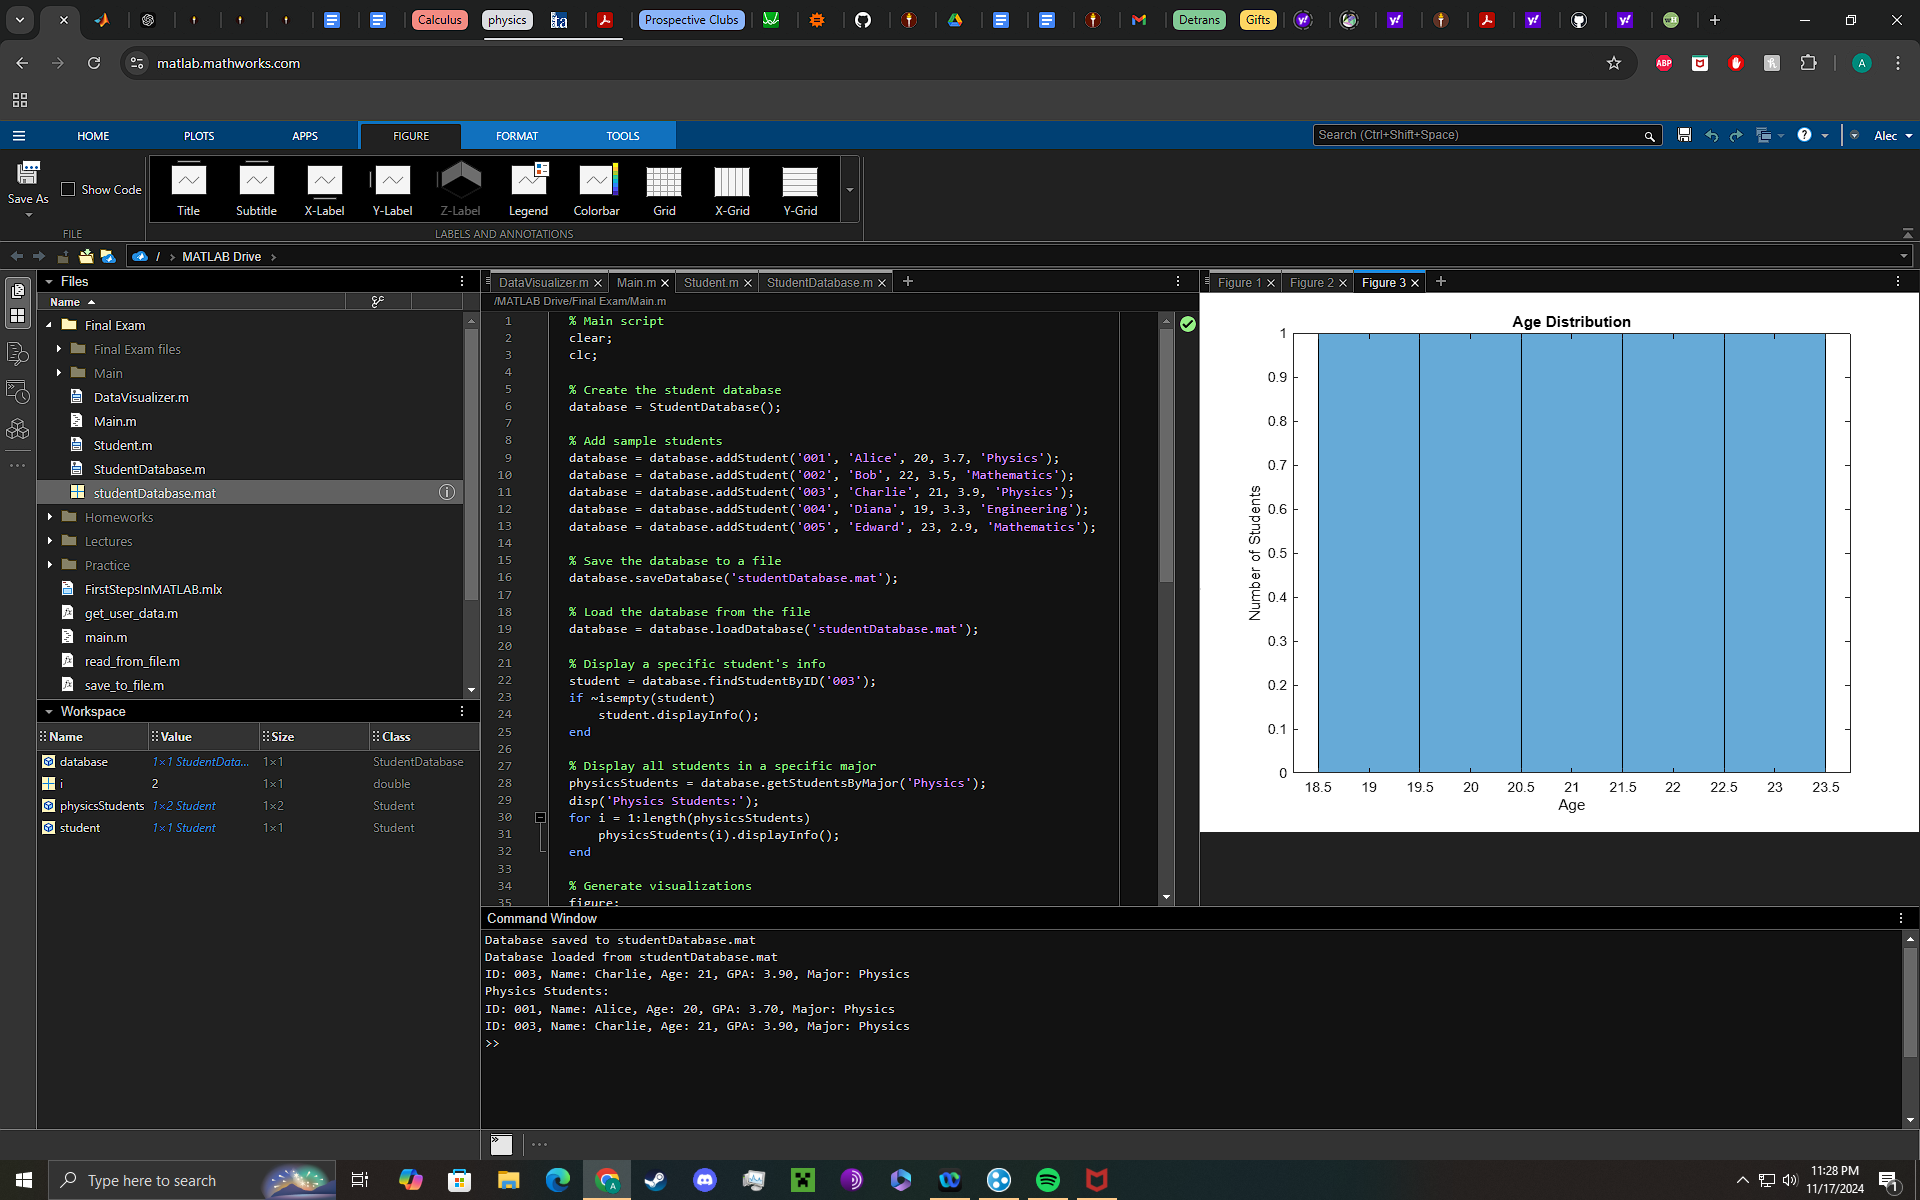 Calculus
physics
ita
Prospective Clubs
Detrans
Gifts
matlab.mathworks.com
ABP
A
HOME
PLOTS
APPS
FIGURE
FORMAT
TOOLS
Search (Ctrl+Shift+Space)
Alec
Save As
Show Code
Title
Subtitle
X-Label
Y-Label
Z-Label
Legend
Colorbar
Grid
X-Grid
Y-Grid
FILE
LABELS AND ANNOTATIONS
/ > MATLAB Drive >
Files
Name
Final Exam
Final Exam files
Main
DataVisualizer.m
Main.m
Student.m
StudentDatabase.m
studentDatabase.mat
Homeworks
Lectures
Practice
FirstStepsInMATLAB.mlx
get_user_data.m
main.m
read_from_file.m
save_to_file.m
Workspace
Name Value Size Class
database 1×1 StudentData... 1×1 StudentDatabase
i 2 1×1 double
physicsStudents 1×2 Student 1×2 Student
student 1×1 Student 1×1 Student
DataVisualizer.m
Main.m
Student.m
StudentDatabase.m
/MATLAB Drive/Final Exam/Main.m
1 % Main script
2 clear;
3 clc;
4
5 % Create the student database
6 database = StudentDatabase();
7
8 % Add sample students
9 database = database.addStudent('001', 'Alice', 20, 3.7, 'Physics');
10 database = database.addStudent('002', 'Bob', 22, 3.5, 'Mathematics');
11 database = database.addStudent('003', 'Charlie', 21, 3.9, 'Physics');
12 database = database.addStudent('004', 'Diana', 19, 3.3, 'Engineering');
13 database = database.addStudent('005', 'Edward', 23, 2.9, 'Mathematics');
14
15 % Save the database to a file
16 database.saveDatabase('studentDatabase.mat');
17
18 % Load the database from the file
19 database = database.loadDatabase('studentDatabase.mat');
20
21 % Display a specific student's info
22 student = database.findStudentByID('003');
23 if ~isempty(student)
24 student.displayInfo();
25 end
26
27 % Display all students in a specific major
28 physicsStudents = database.getStudentsByMajor('Physics');
29 disp('Physics Students:');
30 for i = 1:length(physicsStudents)
31 physicsStudents(i).displayInfo();
32 end
33
34 % Generate visualizations
35 figure;
Figure 1
Figure 2
Figure 3
Age Distribution
1
0.9
0.8
0.7
0.6
0.5
0.4
0.3
0.2
0.1
0
Number of Students
18.5 19 19.5 20 20.5 21 21.5 22 22.5 23 23.5
Age
Command Window
Database saved to studentDatabase.mat
Database loaded from studentDatabase.mat
ID: 003, Name: Charlie, Age: 21, GPA: 3.90, Major: Physics
Physics Students:
ID: 001, Name: Alice, Age: 20, GPA: 3.70, Major: Physics
ID: 003, Name: Charlie, Age: 21, GPA: 3.90, Major: Physics
>>
Type here to search
11:28 PM
11/17/2024
1